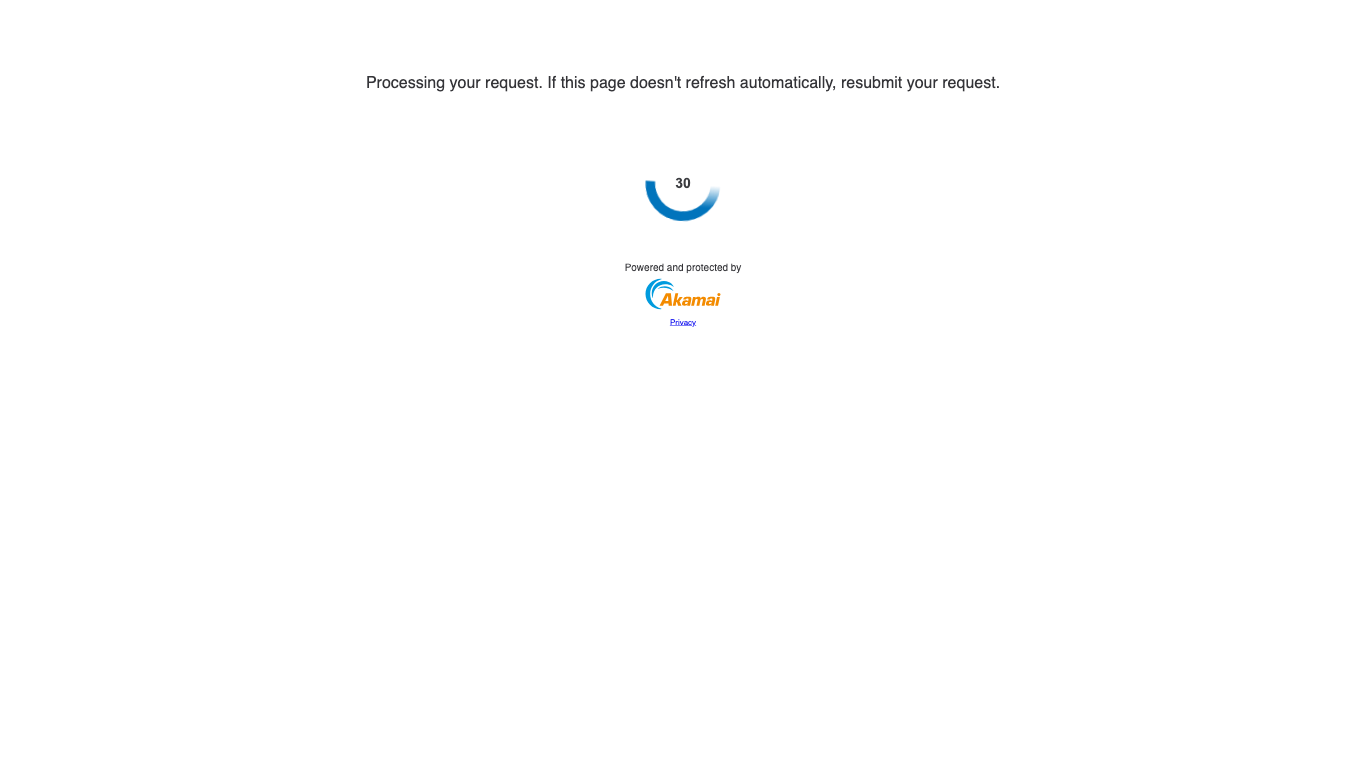 Processing your request. If this page doesn't refresh automatically, resubmit your request.
30
Powered and protected by
Akamai
Privacy